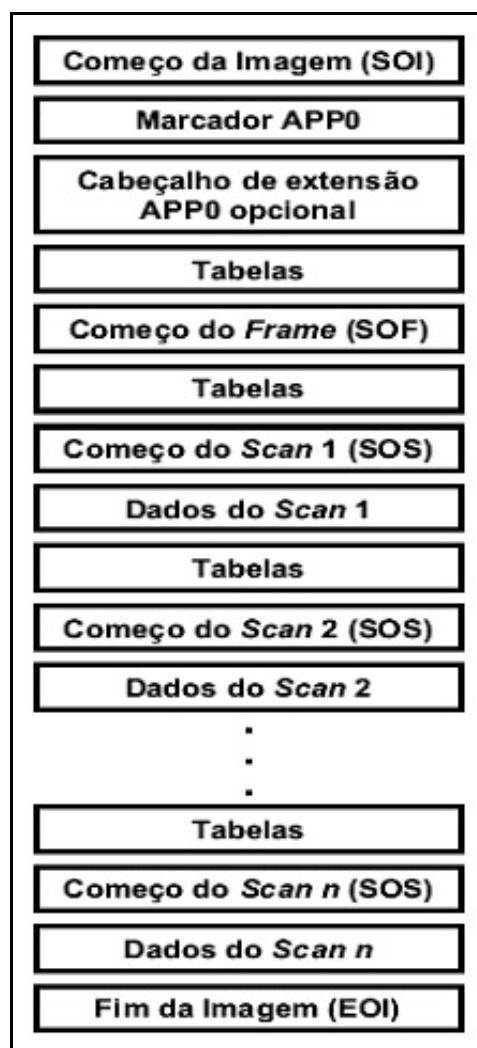 Começo da Imagem (SOI)
Marcador APP0
Cabeçalho de extensão
APP0 opcional
Tabelas
Começo do Frame (SOF)
Tabelas
Começo do Scan 1 (SOS)
Dados do Scan 1
Tabelas
Começo do Scan 2 (SOS)
Dados do Scan 2
.
.
.
Tabelas
Começo do Scan n (SOS)
Dados do Scan n
Fim da Imagem (EOI)